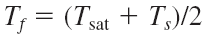 T_f = (T_sat + T_s)/2